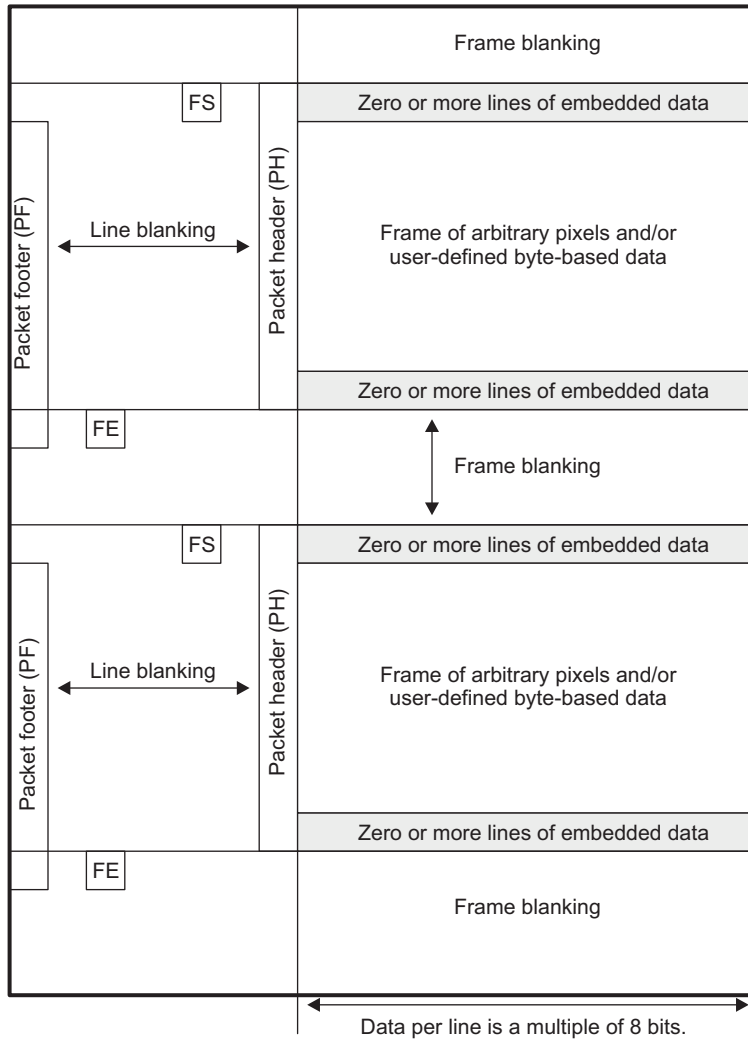 Frame blanking
FS
Zero or more lines of embedded data
Packet footer (PF)
Line blanking
Packet header (PH)
Frame of arbitrary pixels and/or
user-defined byte-based data
Zero or more lines of embedded data
FE
Frame blanking
FS
Zero or more lines of embedded data
Packet footer (PF)
Line blanking
Packet header (PH)
Frame of arbitrary pixels and/or
user-defined byte-based data
Zero or more lines of embedded data
FE
Frame blanking
Data per line is a multiple of 8 bits.